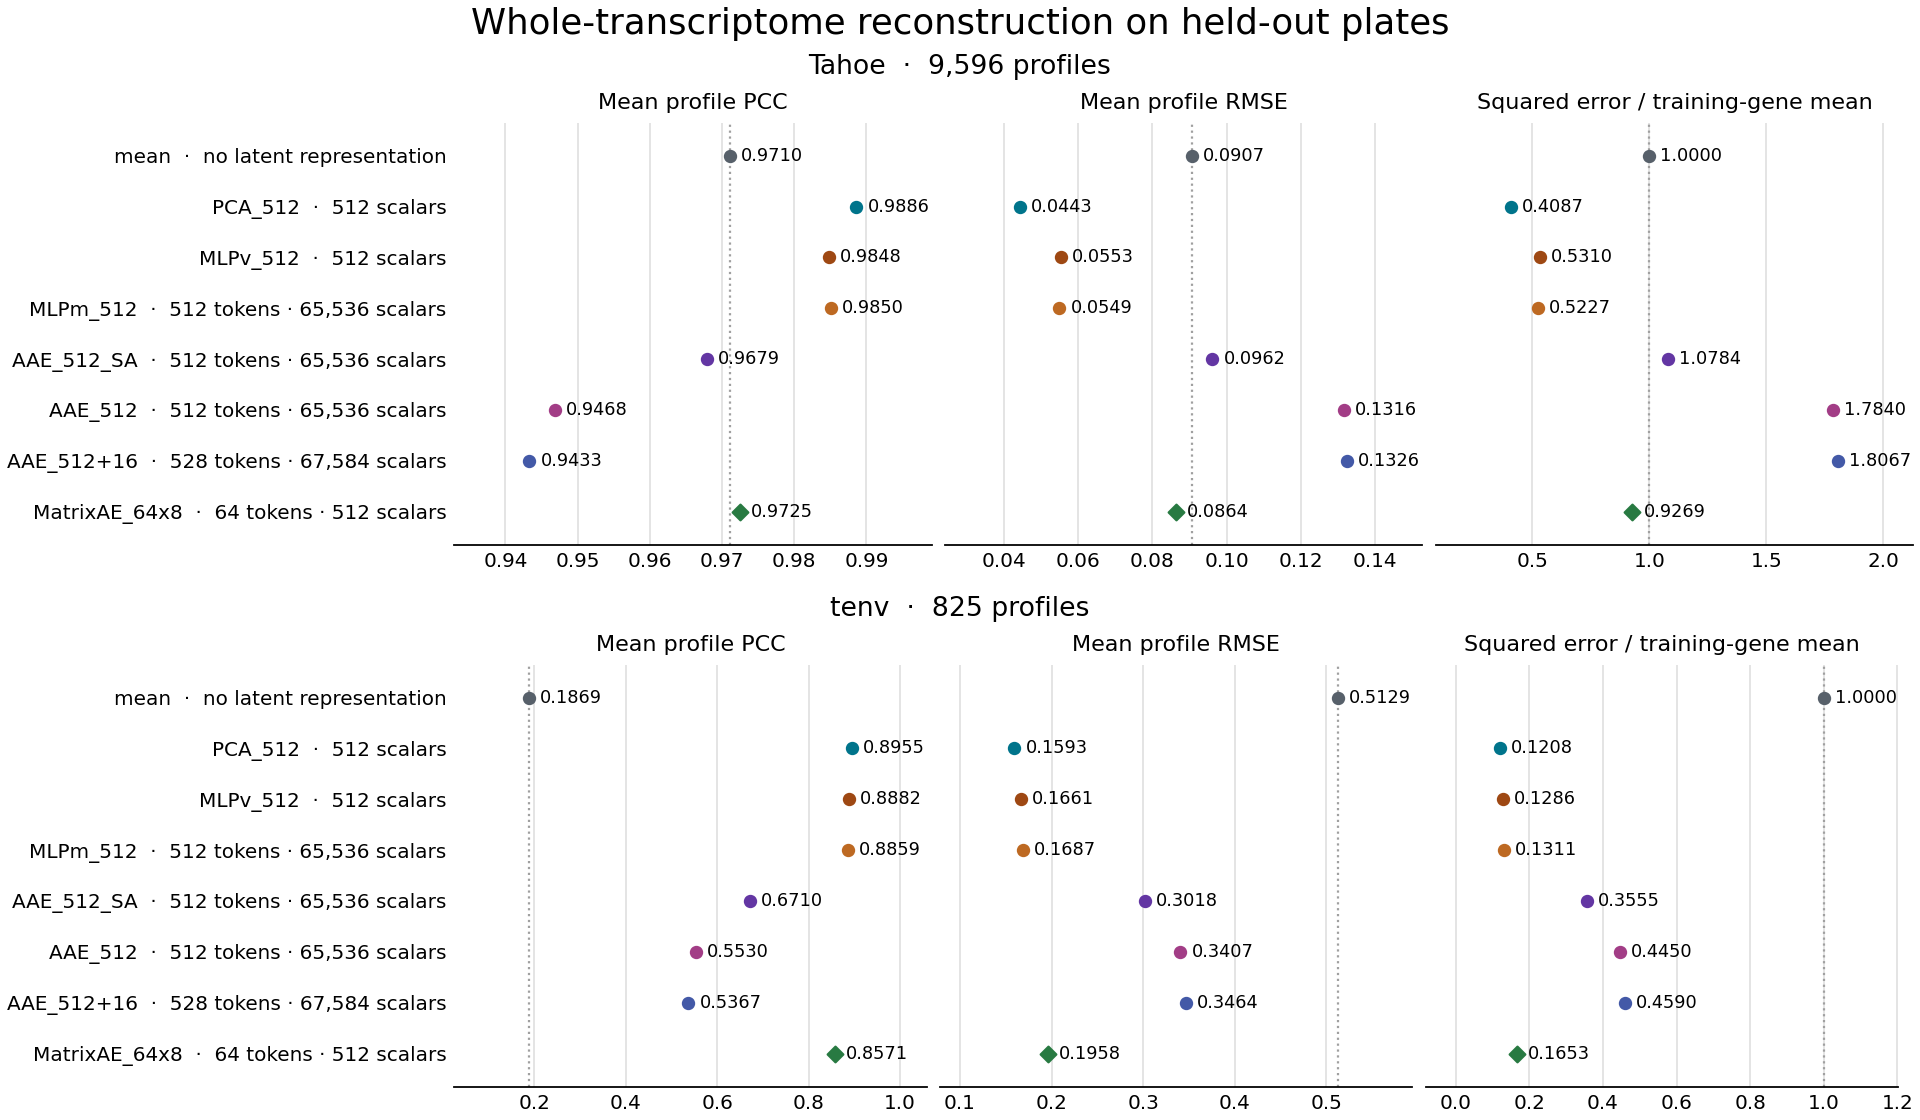 Whole-transcriptome reconstruction on held-out plates
Tahoe · 9,596 profiles
Mean profile PCC Mean profile RMSE Squared error / training-gene mean
mean · no latent representation 0.9710 0.0907 1.0000
PCA_512 · 512 scalars 0.9886 0.0443 0.4087
MLPv_512 · 512 scalars 0.9848 0.0553 0.5310
MLPm_512 · 512 tokens · 65,536 scalars 0.9850 0.0549 0.5227
AAE_512_SA · 512 tokens · 65,536 scalars 0.9679 0.0962 1.0784
AAE_512 · 512 tokens · 65,536 scalars 0.9468 0.1316 1.7840
AAE_512+16 · 528 tokens · 67,584 scalars 0.9433 0.1326 1.8067
MatrixAE_64x8 · 64 tokens · 512 scalars 0.9725 0.0864 0.9269
0.94 0.95 0.96 0.97 0.98 0.99 0.04 0.06 0.08 0.10 0.12 0.14 0.5 1.0 1.5 2.0
tenv · 825 profiles
Mean profile PCC Mean profile RMSE Squared error / training-gene mean
mean · no latent representation 0.1869 0.5129 1.0000
PCA_512 · 512 scalars 0.8955 0.1593 0.1208
MLPv_512 · 512 scalars 0.8882 0.1661 0.1286
MLPm_512 · 512 tokens · 65,536 scalars 0.8859 0.1687 0.1311
AAE_512_SA · 512 tokens · 65,536 scalars 0.6710 0.3018 0.3555
AAE_512 · 512 tokens · 65,536 scalars 0.5530 0.3407 0.4450
AAE_512+16 · 528 tokens · 67,584 scalars 0.5367 0.3464 0.4590
MatrixAE_64x8 · 64 tokens · 512 scalars 0.8571 0.1958 0.1653
0.2 0.4 0.6 0.8 1.0 0.1 0.2 0.3 0.4 0.5 0.0 0.2 0.4 0.6 0.8 1.0 1.2